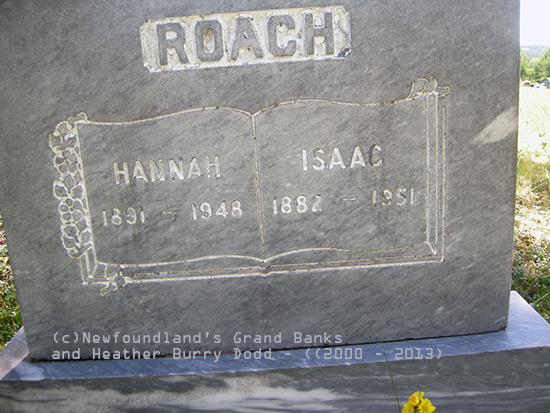 ROACH
HANNAH
1891 - 1948
ISAAC
1882 - 1951
(c)Newfoundland's Grand Banks
and Heather Burry Dodd - ((2000 - 2013)